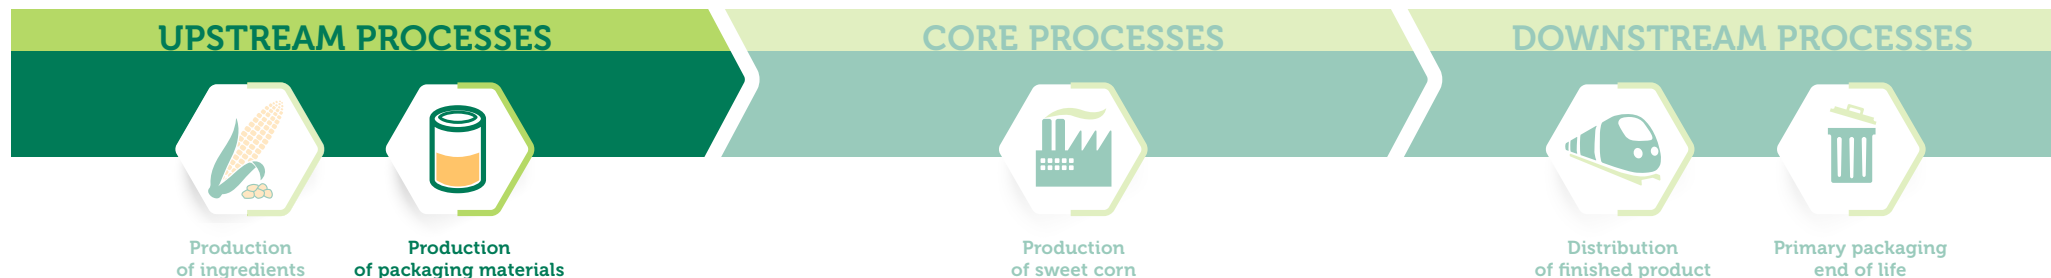 UPSTREAM PROCESSES
CORE PROCESSES
DOWNSTREAM PROCESSES
Production
of ingredients
Production
of packaging materials
Production
of sweet corn
Distribution
of finished product
Primary packaging
end of life